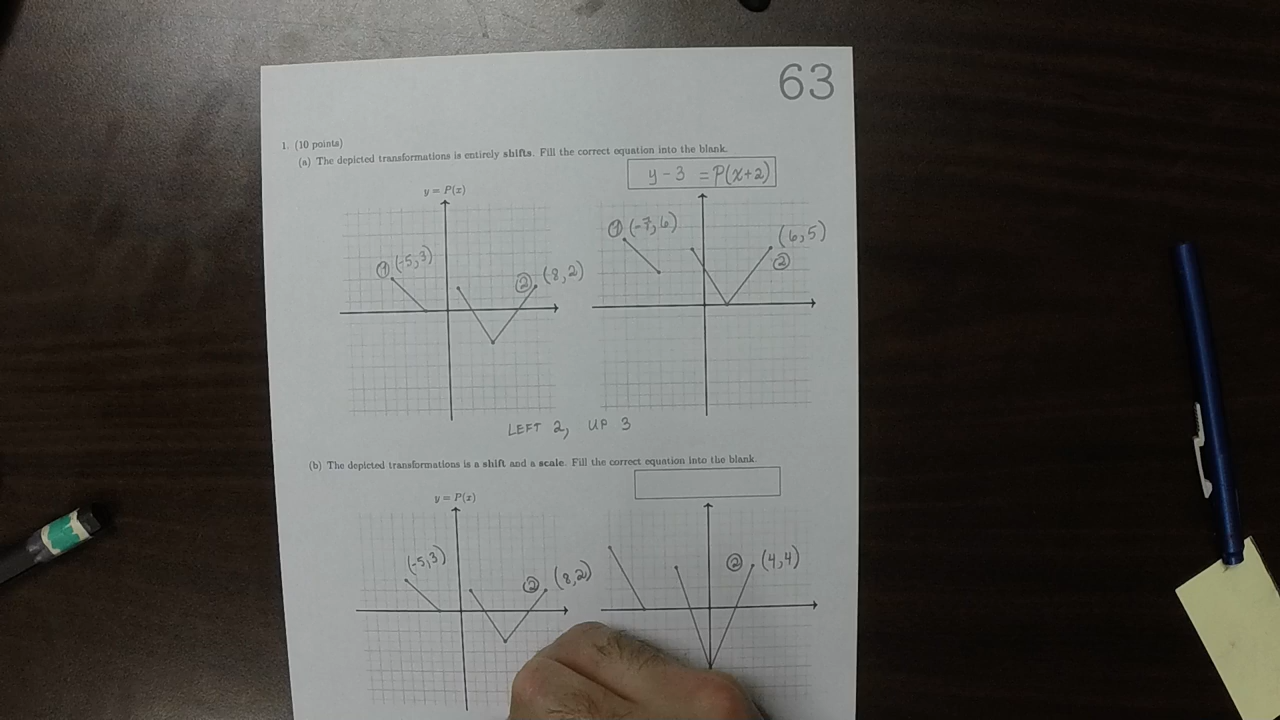 63
1. (10 points)
(a) The depicted transformations is entirely shifts. Fill the correct equation into the blank.
y - 3 = P(x+2)
y = P(x)
① (-5,3)
② (8,2)
① (-7,6)
(6,5)
②
LEFT 2, UP 3
(b) The depicted transformations is a shift and a scale. Fill the correct equation into the blank.
y = P(x)
(-5,3)
② (8,2)
② (4,4)